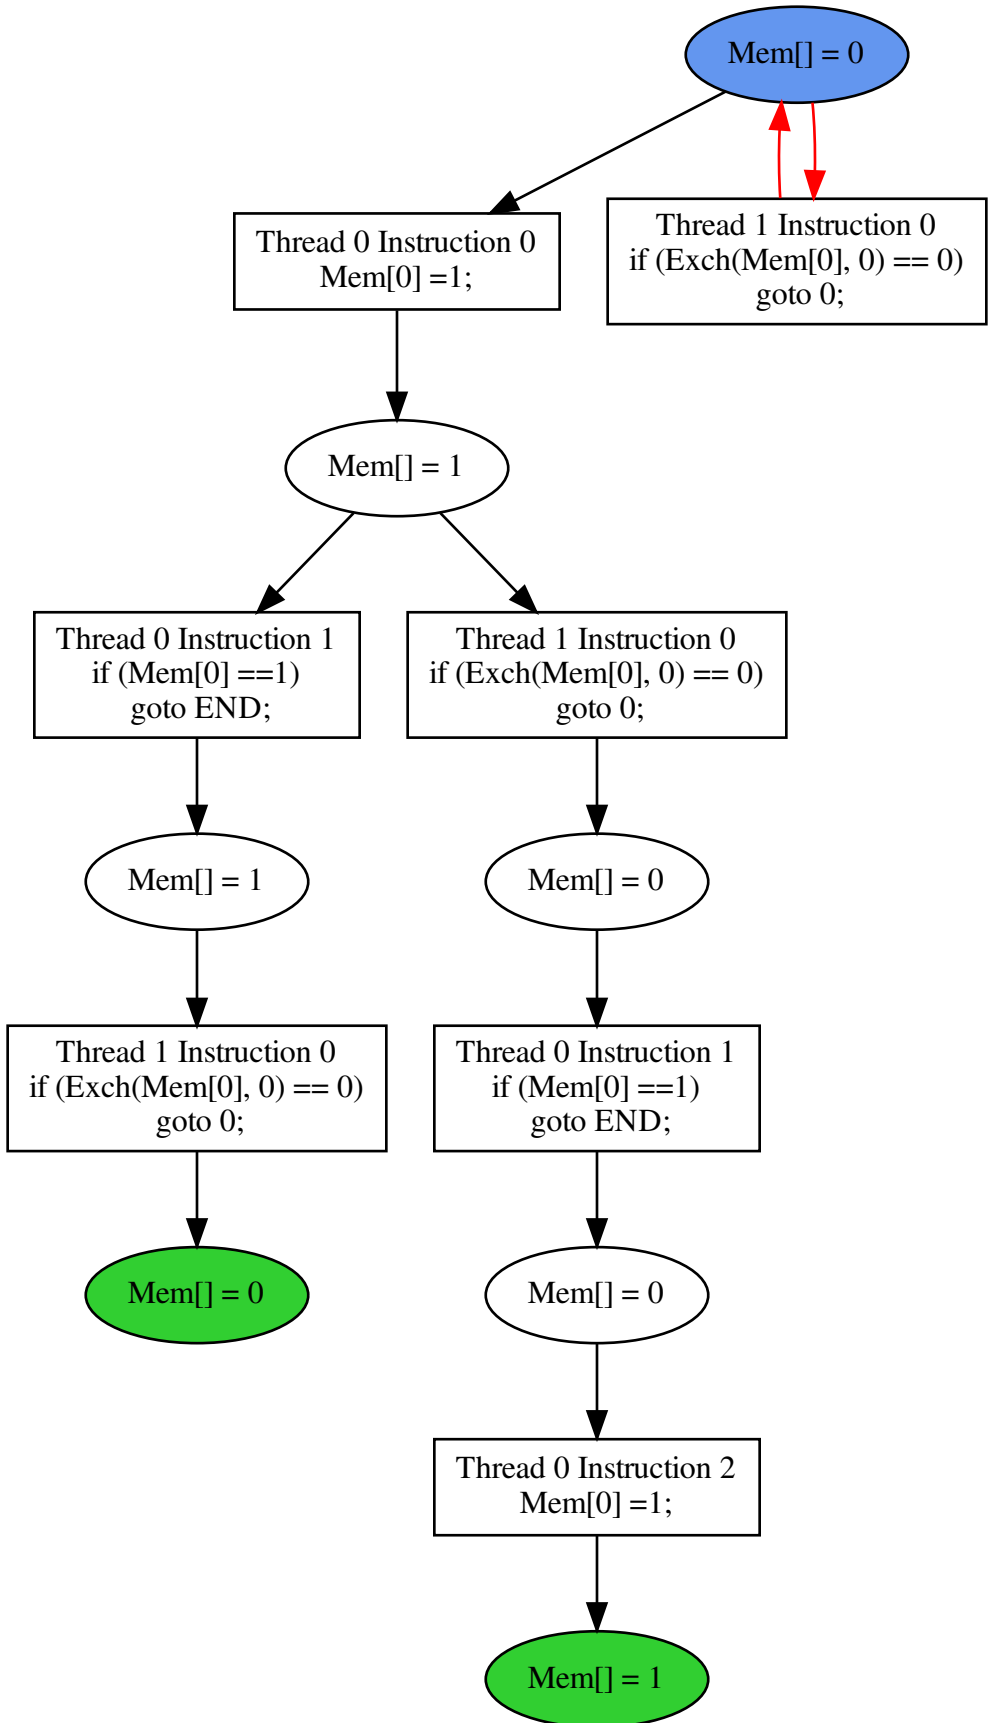 Mem[] = 0
Thread 0 Instruction 0
Mem[0] =1;
Thread 1 Instruction 0
if (Exch(Mem[0], 0) == 0)
goto 0;
Mem[] = 1
Thread 0 Instruction 1
if (Mem[0] ==1)
goto END;
Thread 1 Instruction 0
if (Exch(Mem[0], 0) == 0)
goto 0;
Mem[] = 1
Mem[] = 0
Thread 1 Instruction 0
if (Exch(Mem[0], 0) == 0)
goto 0;
Thread 0 Instruction 1
if (Mem[0] ==1)
goto END;
Mem[] = 0
Mem[] = 0
Thread 0 Instruction 2
Mem[0] =1;
Mem[] = 1